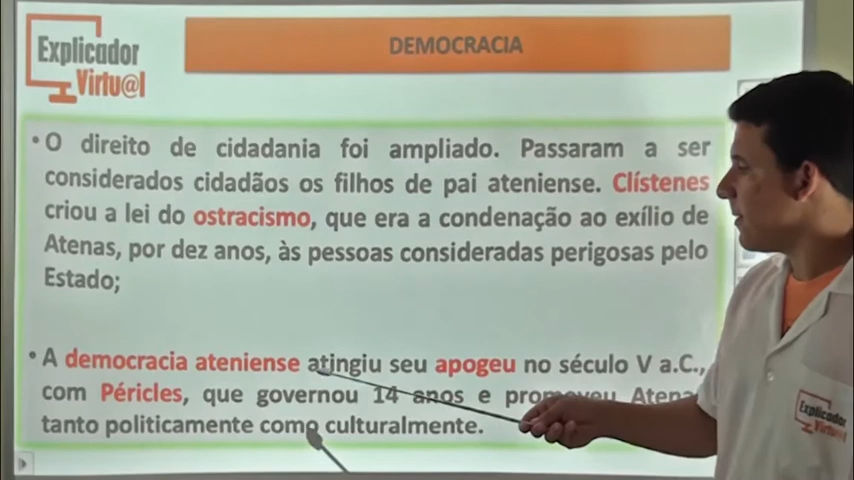 Explicador
Virtu@l
DEMOCRACIA
• O direito de cidadania foi ampliado. Passaram a ser
considerados cidadãos os filhos de pai ateniense. Clístenes
criou a lei do ostracismo, que era a condenação ao exílio de
Atenas, por dez anos, às pessoas consideradas perigosas pelo
Estado;
• A democracia ateniense atingiu seu apogeu no século V a.C.,
com Péricles, que governou 14 anos e promoveu
tanto politicamente como culturalmente.
Explicador
Virtu@l